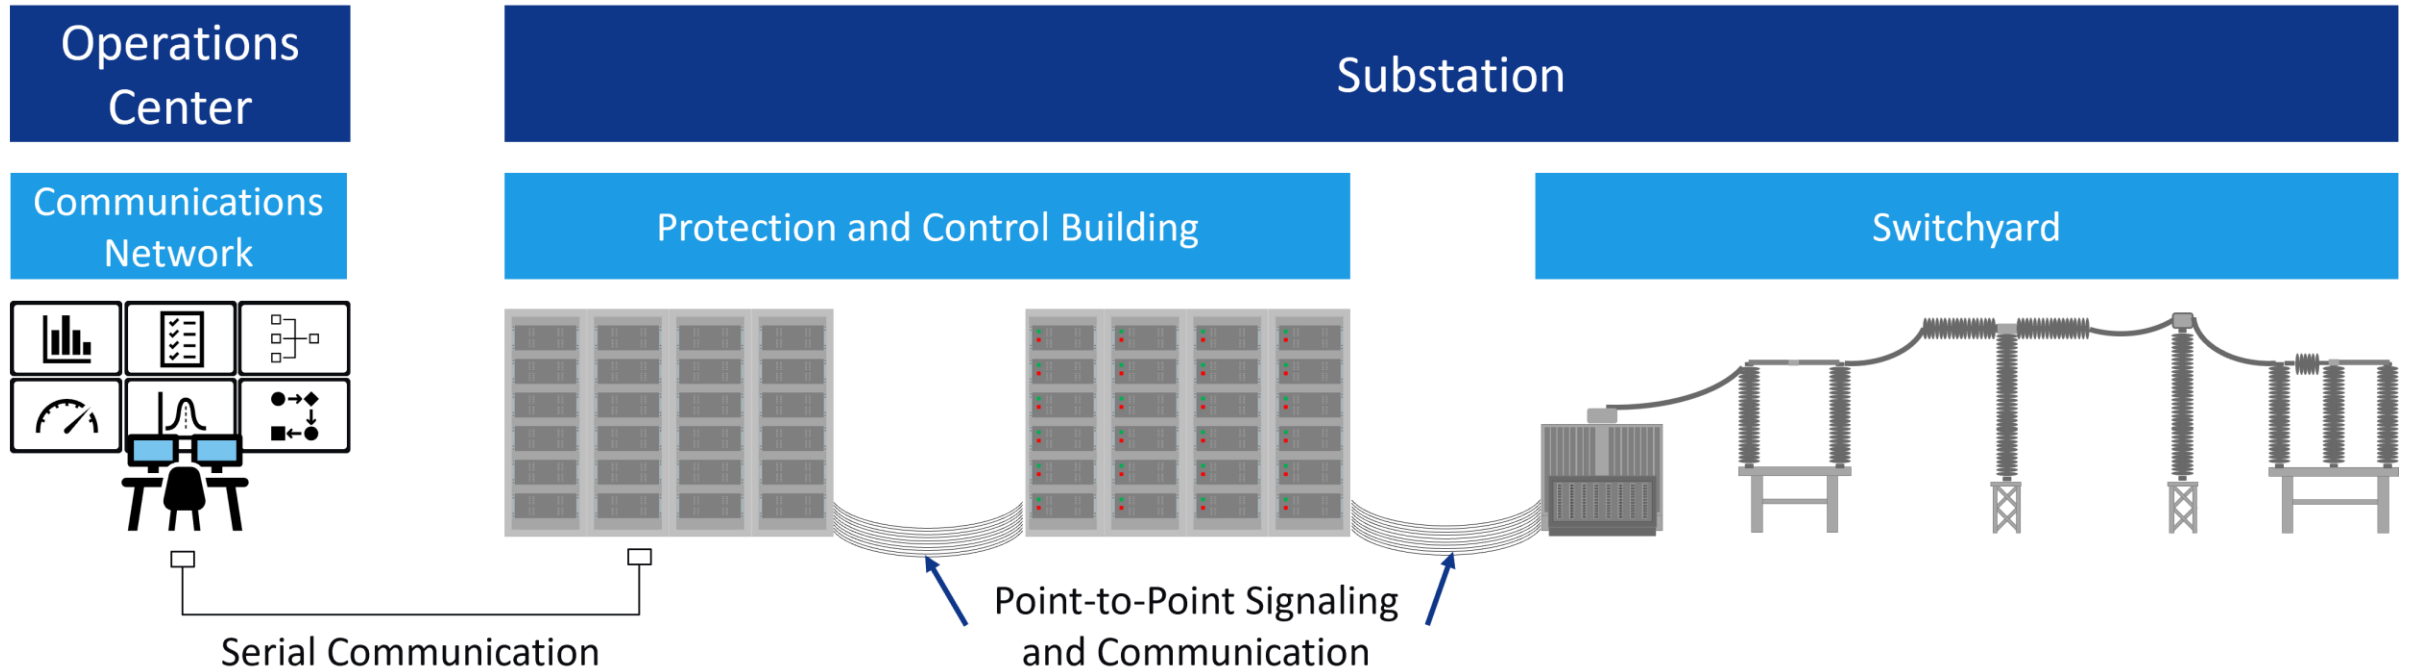 Operations
Center
Substation
Communications
Network
Protection and Control Building
Switchyard
Point-to-Point Signaling
and Communication
Serial Communication